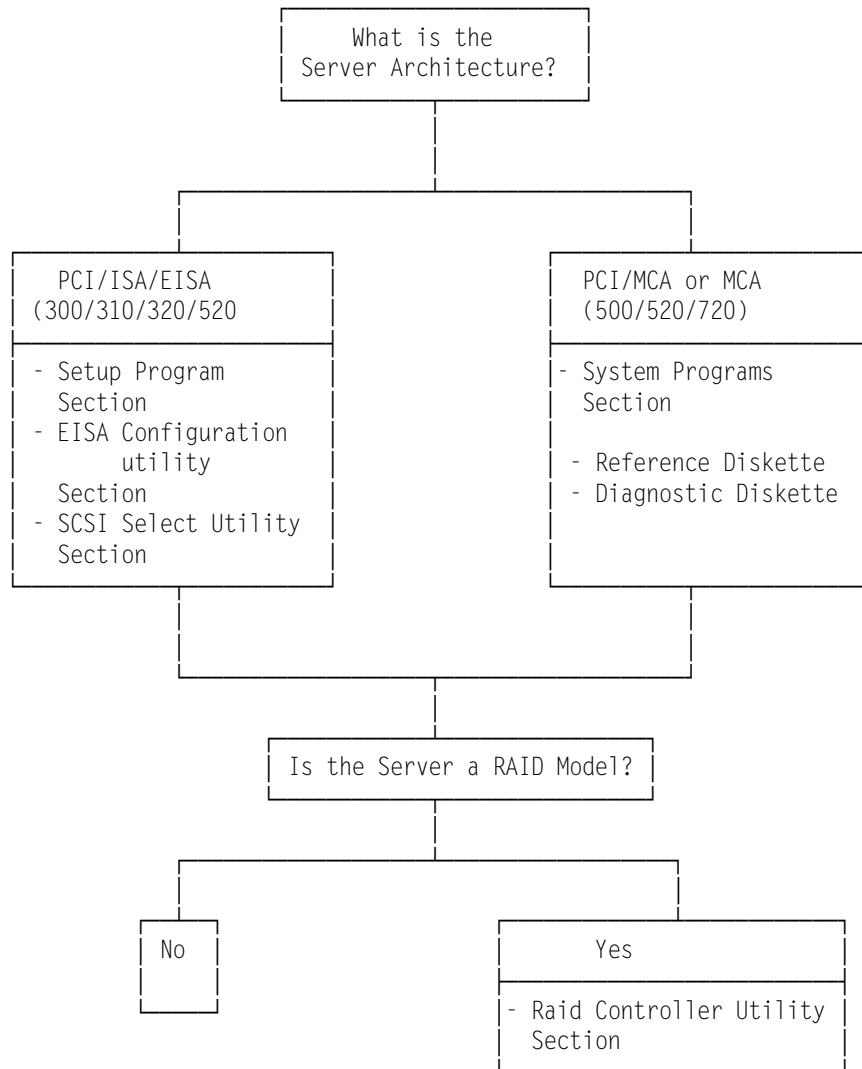 What is the
Server Architecture?
PCI/ISA/EISA
(300/310/320/520
- Setup Program
Section
- EISA Configuration
utility
Section
- SCSI Select Utility
Section
PCI/MCA or MCA
(500/520/720)
- System Programs
Section
- Reference Diskette
- Diagnostic Diskette
Is the Server a RAID Model?
No
Yes
- Raid Controller Utility
Section